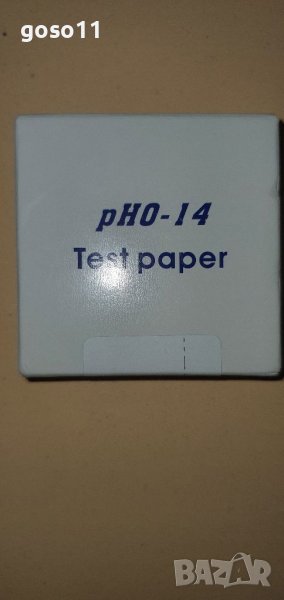 goso11
pH0-14
Test paper
BAZAR